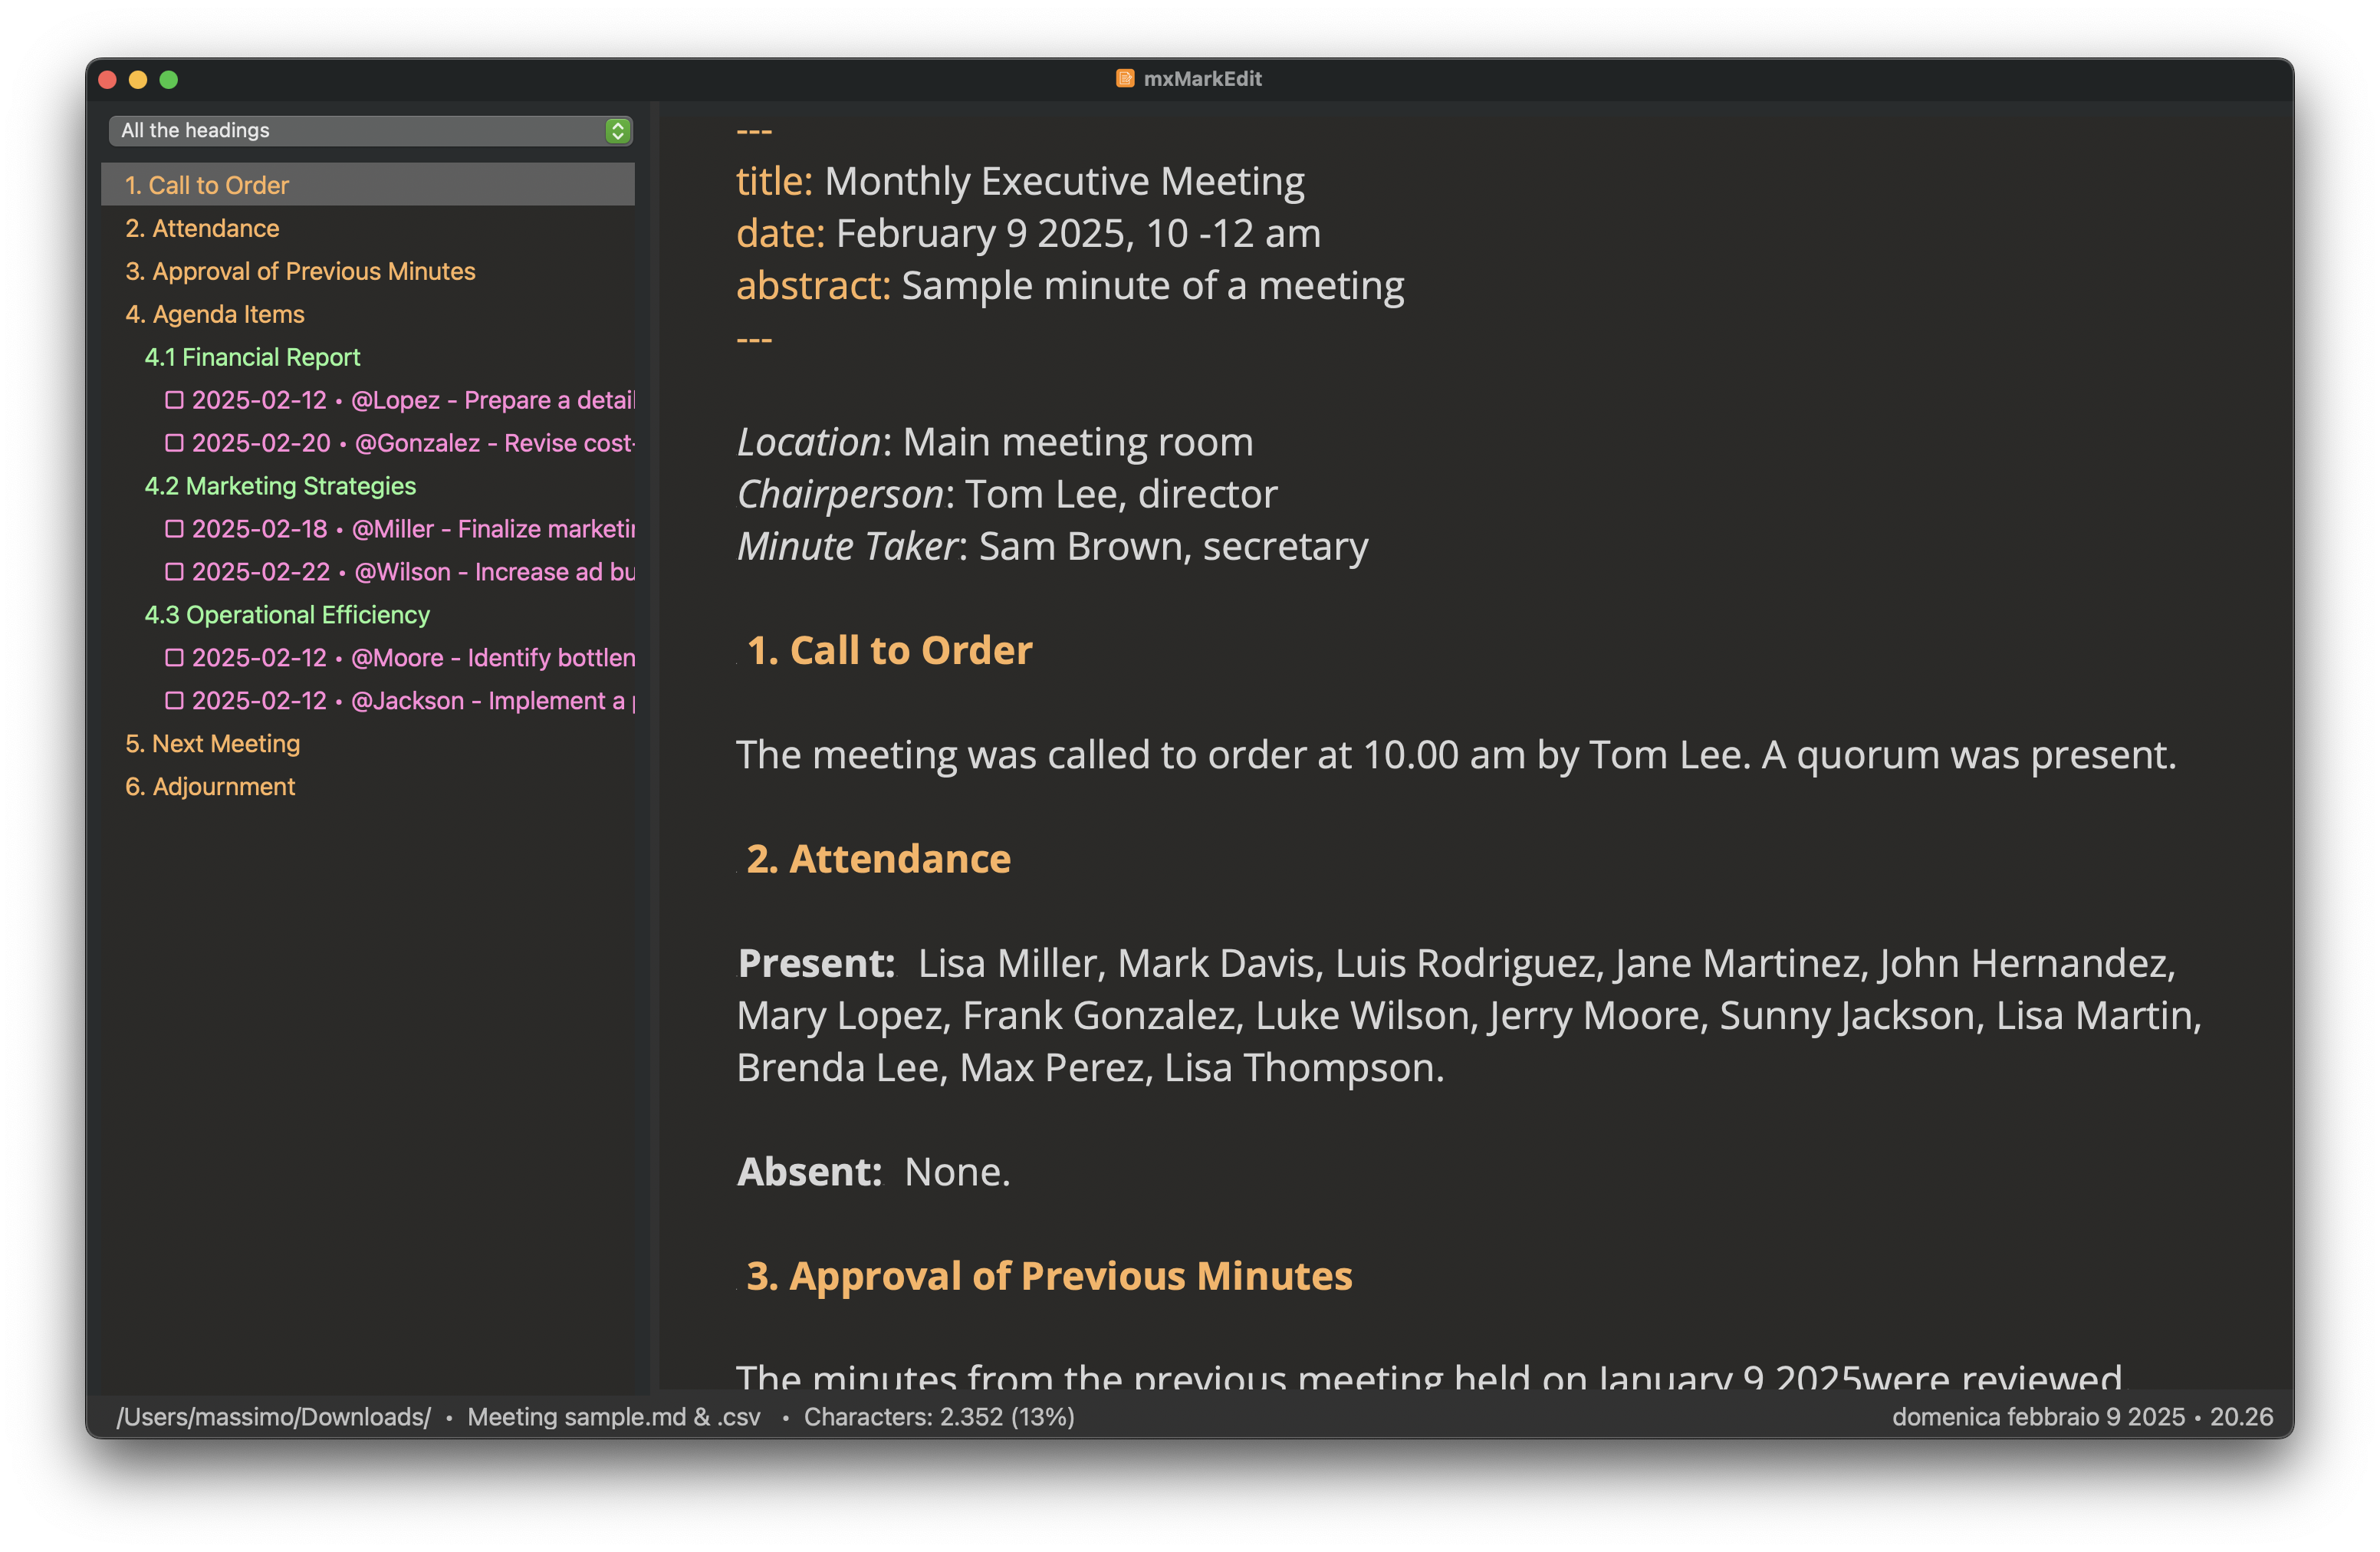 mxMarkEdit
All the headings
1. Call to Order
2. Attendance
3. Approval of Previous Minutes
4. Agenda Items
4.1 Financial Report
2025-02-12 • @Lopez - Prepare a detail
2025-02-20 • @Gonzalez - Revise cost-
4.2 Marketing Strategies
2025-02-18 • @Miller - Finalize marketin
2025-02-22 • @Wilson - Increase ad bu
4.3 Operational Efficiency
2025-02-12 • @Moore - Identify bottlen
2025-02-12 • @Jackson - Implement a p
5. Next Meeting
6. Adjournment
---
title: Monthly Executive Meeting
date: February 9 2025, 10 -12 am
abstract: Sample minute of a meeting
---
Location: Main meeting room
Chairperson: Tom Lee, director
Minute Taker: Sam Brown, secretary
1. Call to Order
The meeting was called to order at 10.00 am by Tom Lee. A quorum was present.
2. Attendance
Present: Lisa Miller, Mark Davis, Luis Rodriguez, Jane Martinez, John Hernandez,
Mary Lopez, Frank Gonzalez, Luke Wilson, Jerry Moore, Sunny Jackson, Lisa Martin,
Brenda Lee, Max Perez, Lisa Thompson.
Absent: None.
3. Approval of Previous Minutes
The minutes from the previous meeting held on January 9 2025were reviewed
/Users/massimo/Downloads/ • Meeting sample.md & .csv • Characters: 2.352 (13%)
domenica febbraio 9 2025 • 20.26